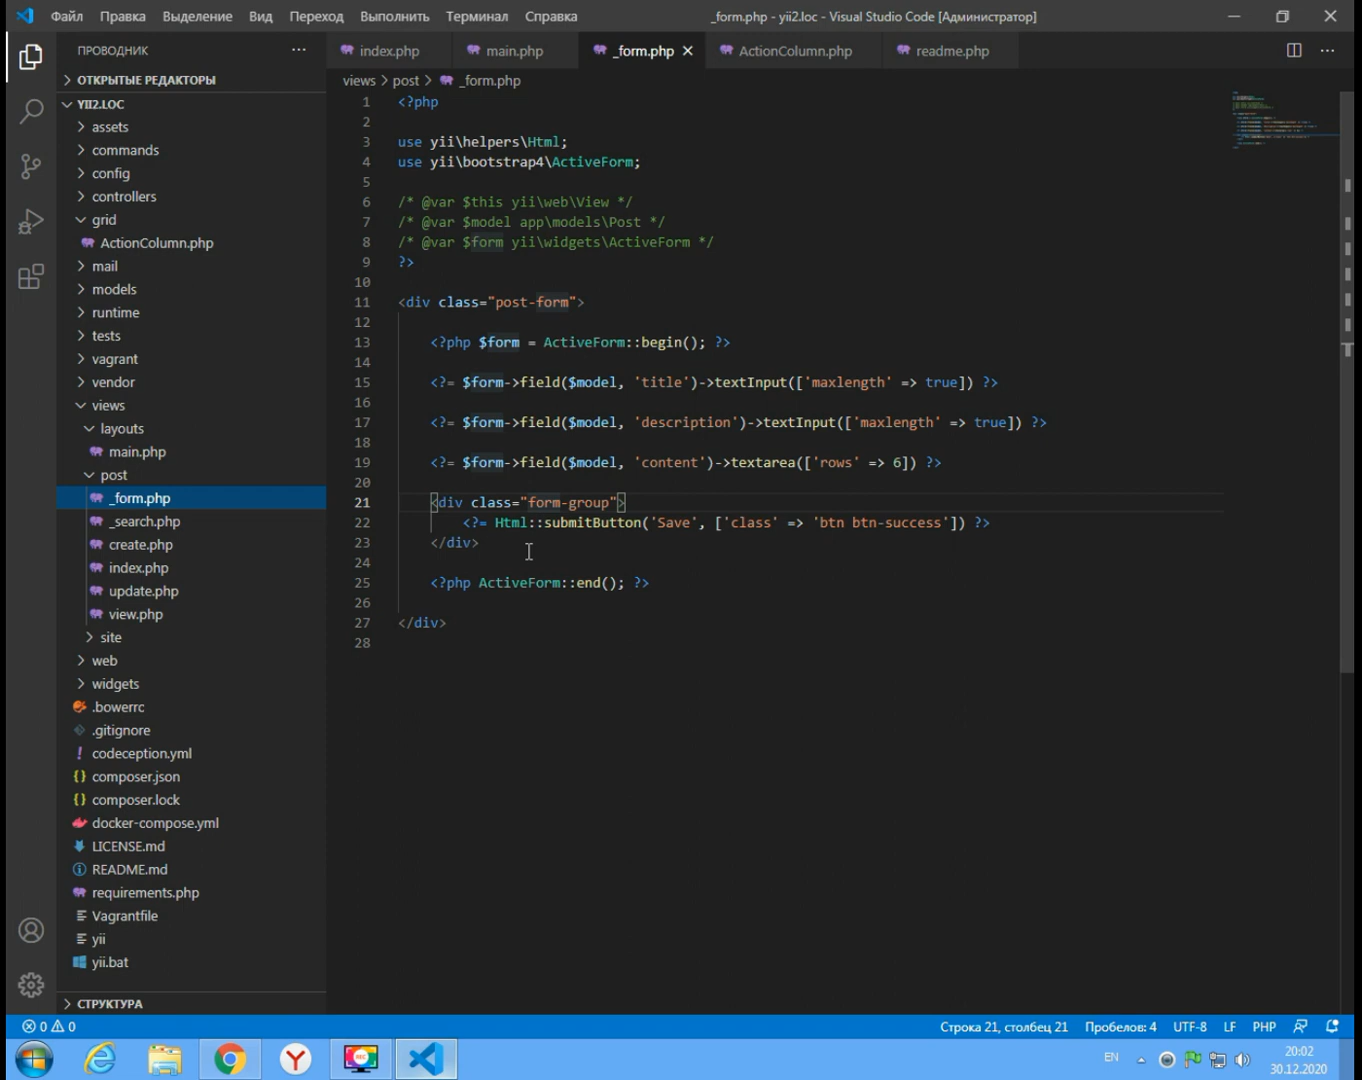 Файл Правка Выделение Вид Переход Выполнить Терминал Справка _form.php - yii2.loc - Visual Studio Code [Администратор]
ПРОВОДНИК
index.php main.php _form.php ActionColumn.php readme.php
ОТКРЫТЫЕ РЕДАКТОРЫ
views > post > _form.php
YII2.LOC
assets
commands
config
controllers
grid
ActionColumn.php
mail
models
runtime
tests
vagrant
vendor
views
layouts
main.php
post
_form.php
_search.php
create.php
index.php
update.php
view.php
site
web
widgets
.bowerrc
.gitignore
codeception.yml
composer.json
composer.lock
docker-compose.yml
LICENSE.md
README.md
requirements.php
Vagrantfile
yii
yii.bat
СТРУКТУРА
1 <?php
2
3 use yii\helpers\Html;
4 use yii\bootstrap4\ActiveForm;
5
6 /* @var $this yii\web\View */
7 /* @var $model app\models\Post */
8 /* @var $form yii\widgets\ActiveForm */
9 ?>
10
11 <div class="post-form">
12
13 <?php $form = ActiveForm::begin(); ?>
14
15 <?= $form->field($model, 'title')->textInput(['maxlength' => true]) ?>
16
17 <?= $form->field($model, 'description')->textInput(['maxlength' => true]) ?>
18
19 <?= $form->field($model, 'content')->textarea(['rows' => 6]) ?>
20
21 <div class="form-group">
22 <?= Html::submitButton('Save', ['class' => 'btn btn-success']) ?>
23 </div>
24
25 <?php ActiveForm::end(); ?>
26
27 </div>
28
0 0 Строка 21, столбец 21 Пробелов: 4 UTF-8 LF PHP
REC EN 20:02
30.12.2020